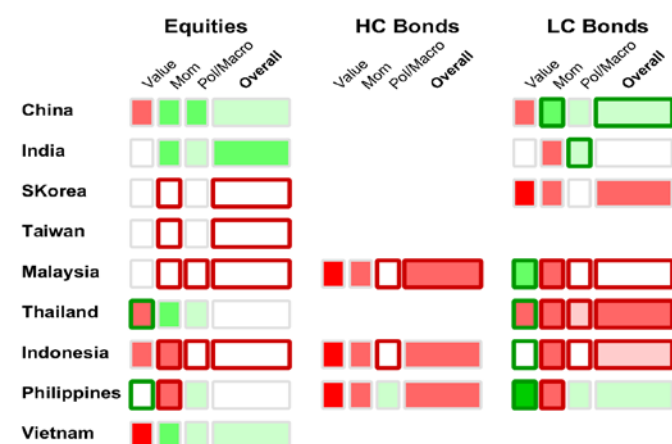 Equities HC Bonds LC Bonds
Value Mom Pol/Macro Overall Value Mom Pol/Macro Overall Value Mom Pol/Macro Overall
China
India
SKorea
Taiwan
Malaysia
Thailand
Indonesia
Philippines
Vietnam